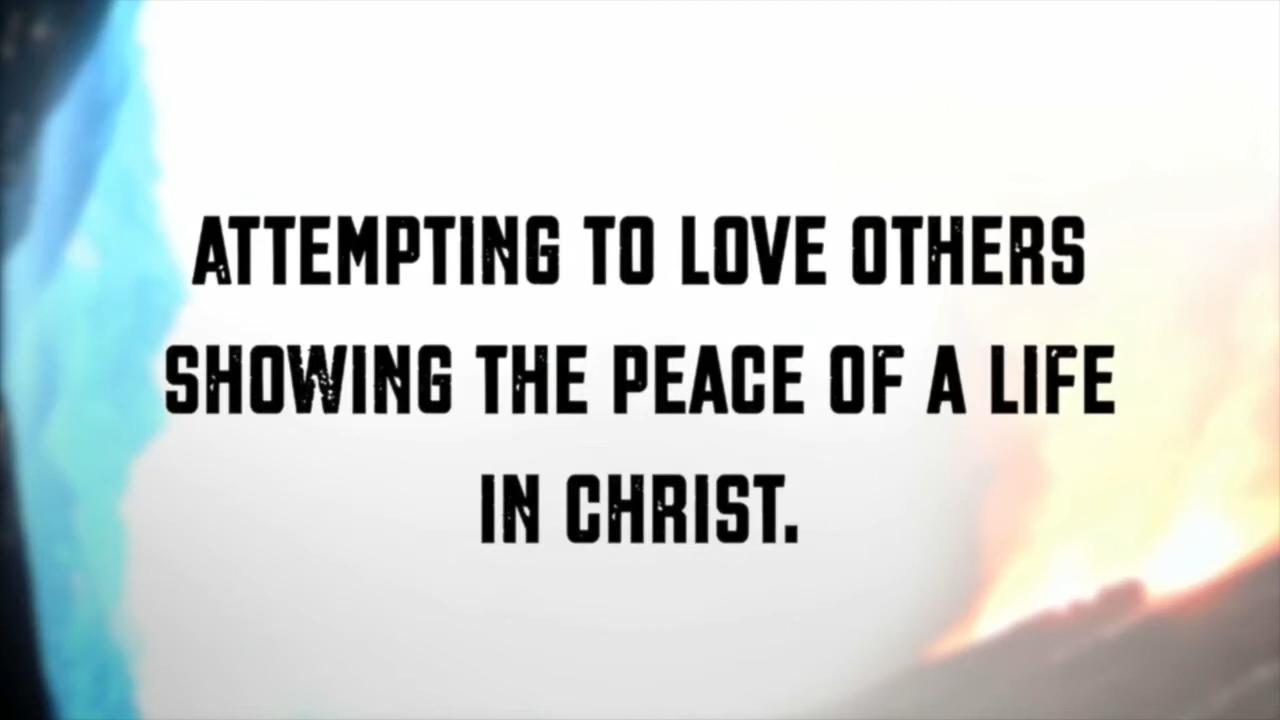 ATTEMPTING TO LOVE OTHERS
SHOWING THE PEACE OF A LIFE
IN CHRIST.